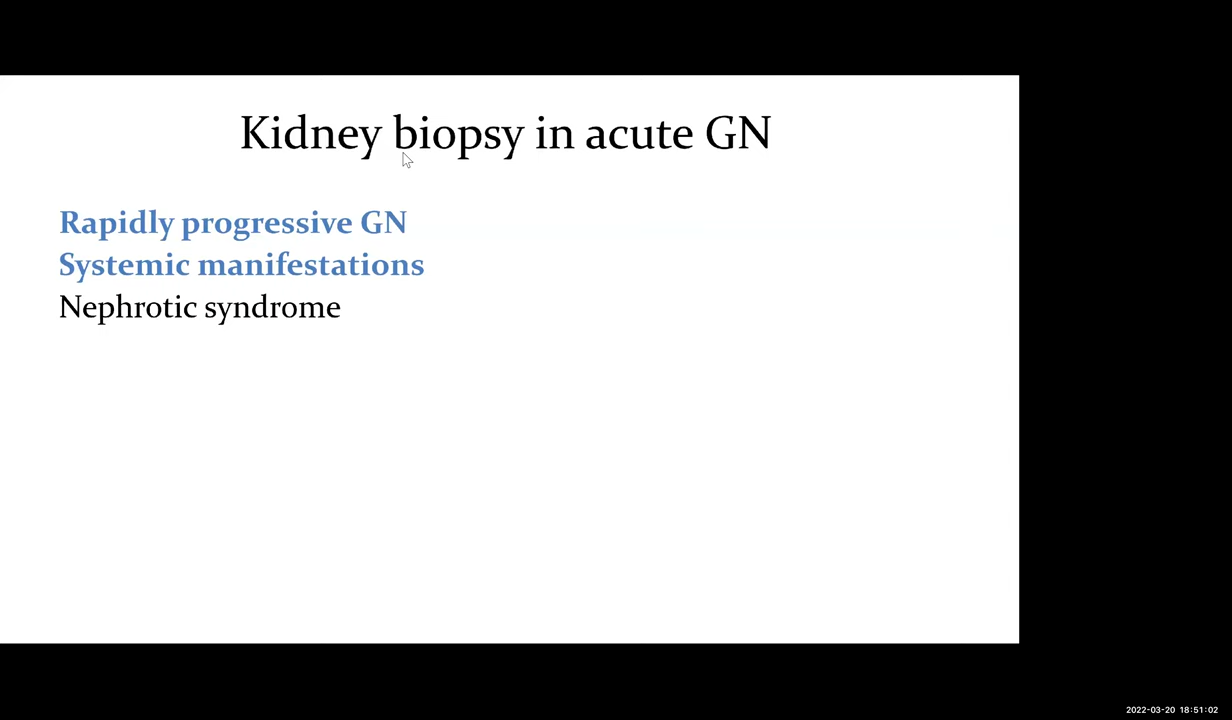 Kidney biopsy in acute GN
Rapidly progressive GN
Systemic manifestations
Nephrotic syndrome
2022-03-20 18:51:02